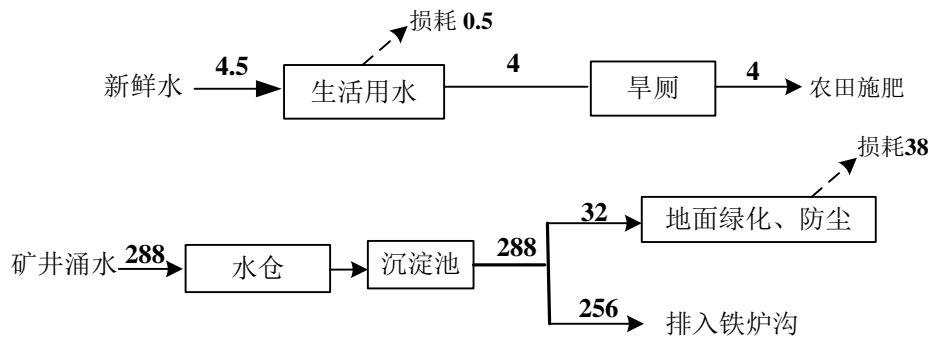 损耗 0.5
新鲜水 4.5 生活用水 4 旱厕 4 农田施肥
损耗38
32 地面绿化、防尘
矿井涌水 288 水仓 沉淀池 288
256 排入铁炉沟